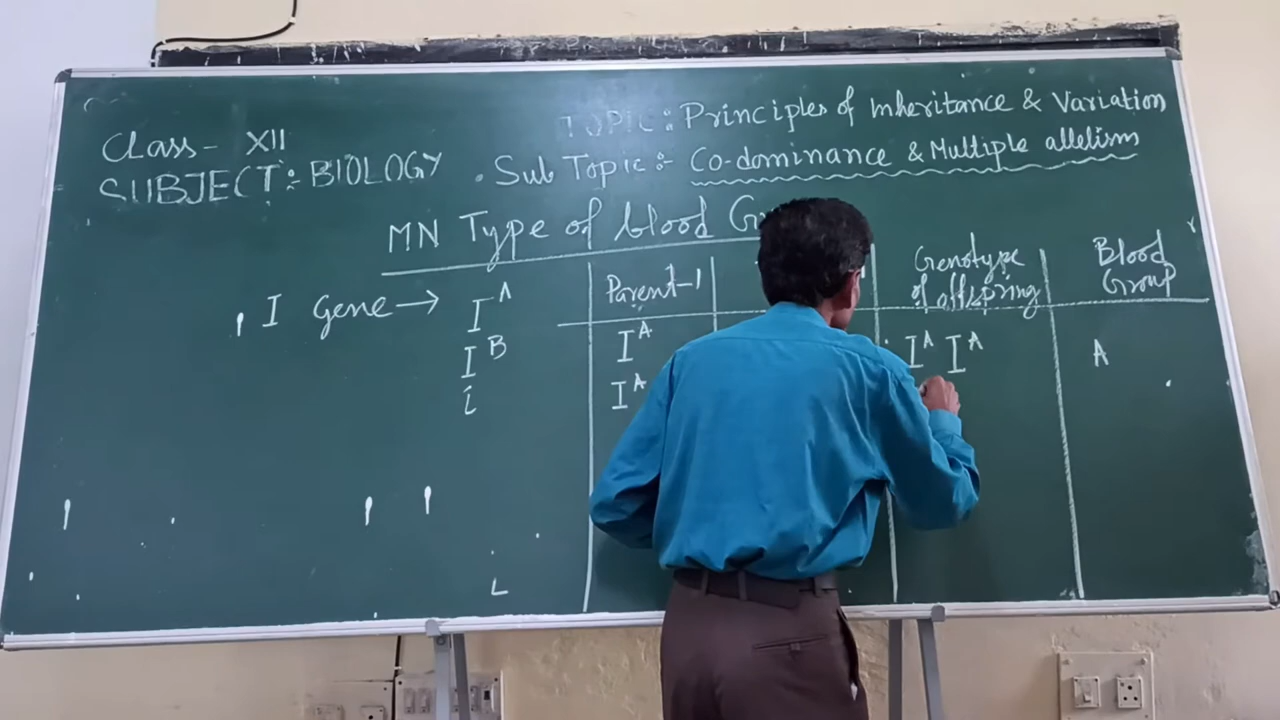 TOPIC:- Principles of Inheritance & Variation
Class- XII
SUBJECT:- BIOLOGY
Sub Topic:- Co-dominance & Multiple allelism
MN Type of blood
I Gene → I^A
I^B
i
Parent-1
Genotype of offspring
Blood Group
I^A
I^A I^A
A
I^A